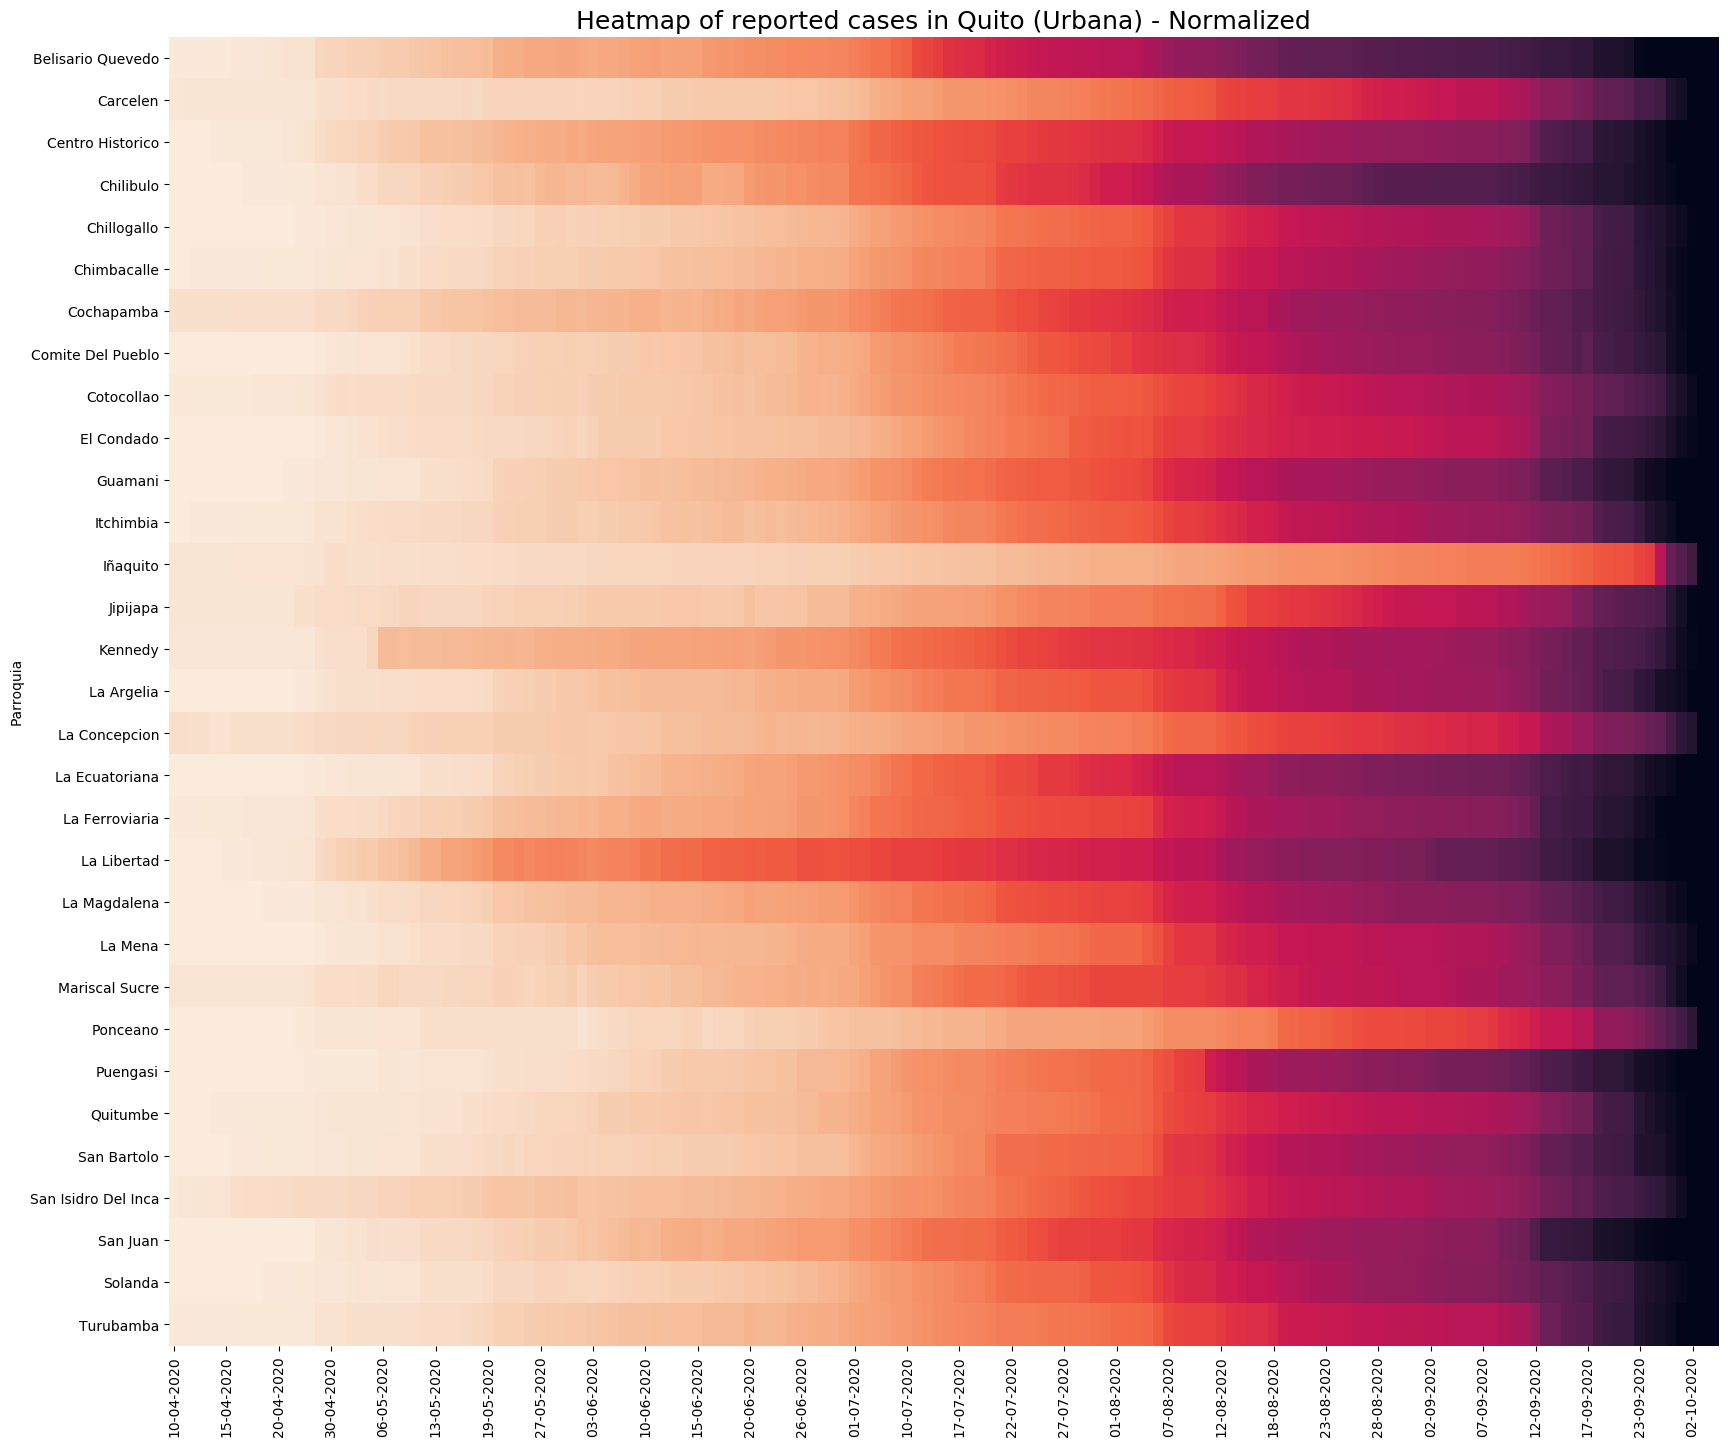 Heatmap of reported cases in Quito (Urbana) - Normalized
Parroquia
Belisario Quevedo
Carcelen
Centro Historico
Chilibulo
Chillogallo
Chimbacalle
Cochapamba
Comite Del Pueblo
Cotocollao
El Condado
Guamani
Itchimbia
Iñaquito
Jipijapa
Kennedy
La Argelia
La Concepcion
La Ecuatoriana
La Ferroviaria
La Libertad
La Magdalena
La Mena
Mariscal Sucre
Ponceano
Puengasi
Quitumbe
San Bartolo
San Isidro Del Inca
San Juan
Solanda
Turubamba
10-04-2020
15-04-2020
20-04-2020
30-04-2020
06-05-2020
13-05-2020
19-05-2020
27-05-2020
03-06-2020
10-06-2020
15-06-2020
20-06-2020
26-06-2020
01-07-2020
10-07-2020
17-07-2020
22-07-2020
27-07-2020
01-08-2020
07-08-2020
12-08-2020
18-08-2020
23-08-2020
28-08-2020
02-09-2020
07-09-2020
12-09-2020
17-09-2020
23-09-2020
02-10-2020